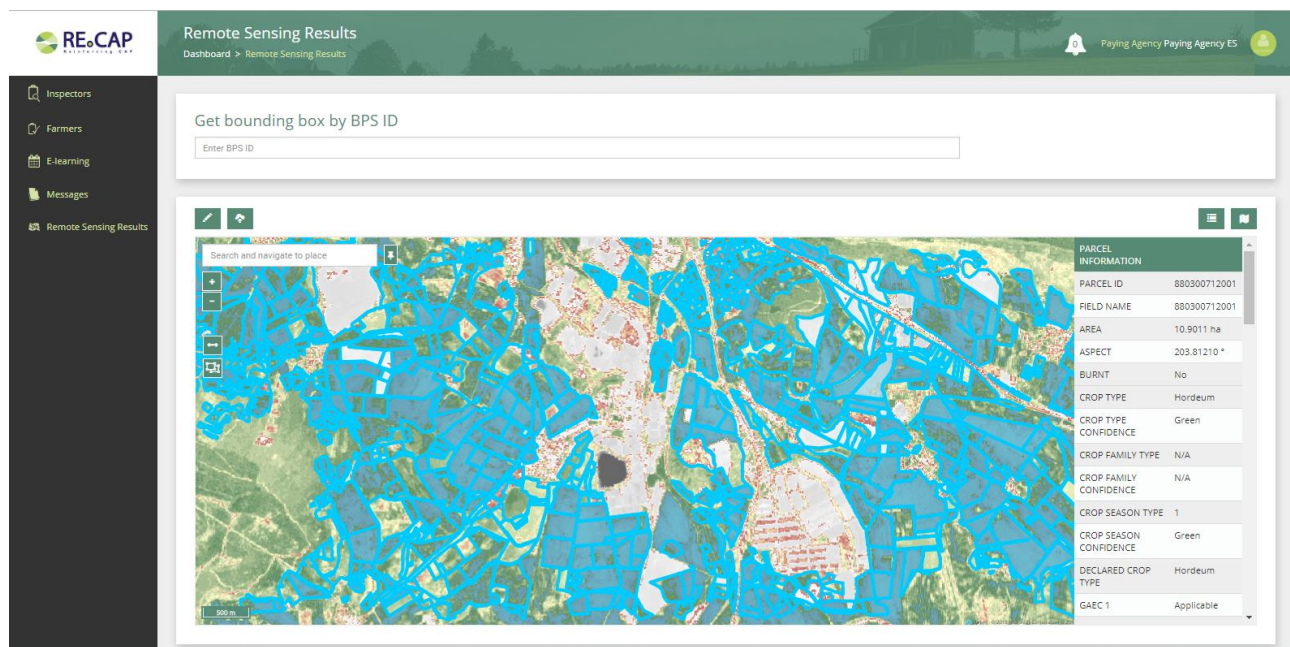 RE.CAP
Reinforcing CAP
Remote Sensing Results
Dashboard > Remote Sensing Results
0
Paying Agency Paying Agency ES
Inspectors
Farmers
E-learning
Messages
Remote Sensing Results
Get bounding box by BPS ID
Enter BPS ID
Search and navigate to place
+
-
500 m
PARCEL
INFORMATION
PARCEL ID 880300712001
FIELD NAME 880300712001
AREA 10.9011 ha
ASPECT 203.81210 °
BURNT No
CROP TYPE Hordeum
CROP TYPE
CONFIDENCE Green
CROP FAMILY TYPE N/A
CROP FAMILY
CONFIDENCE N/A
CROP SEASON TYPE 1
CROP SEASON
CONFIDENCE Green
DECLARED CROP
TYPE Hordeum
GAEC 1 Applicable